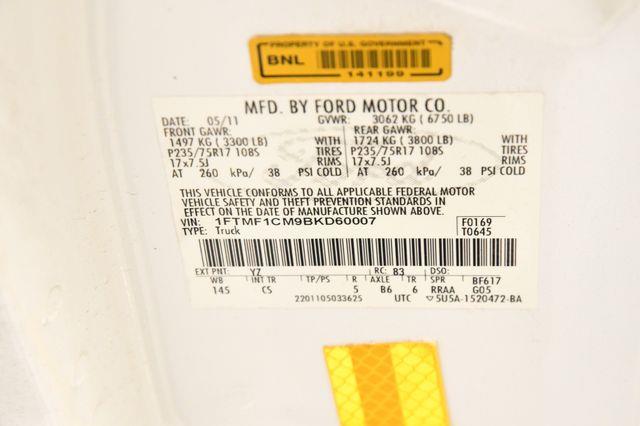 PROPERTY OF U.S. GOVERNMENT
BNL
141199
MFD. BY FORD MOTOR CO.
DATE: 05/11 GVWR: 3062 KG ( 6750 LB)
FRONT GAWR: REAR GAWR:
1497 KG ( 3300 LB) WITH 1724 KG ( 3800 LB) WITH
P235/75R17 108S TIRES P235/75R17 108S TIRES
17x7.5J RIMS 17x7.5J RIMS
AT 260 kPa/ 38 PSI COLD AT 260 kPa/ 38 PSI COLD
THIS VEHICLE CONFORMS TO ALL APPLICABLE FEDERAL MOTOR
VEHICLE SAFETY AND THEFT PREVENTION STANDARDS IN
EFFECT ON THE DATE OF MANUFACTURE SHOWN ABOVE.
VIN: 1FTMF1CM9BKD60007 F0169
TYPE: Truck T0645
EXT PNT: YZ RC: 83 DSO:
WB INT TR TP/PS R AXLE TR SPR BF617
145 CS 5 B6 6 RRAA G05
2201105033625 UTC ▽5U5A-1520472-BA